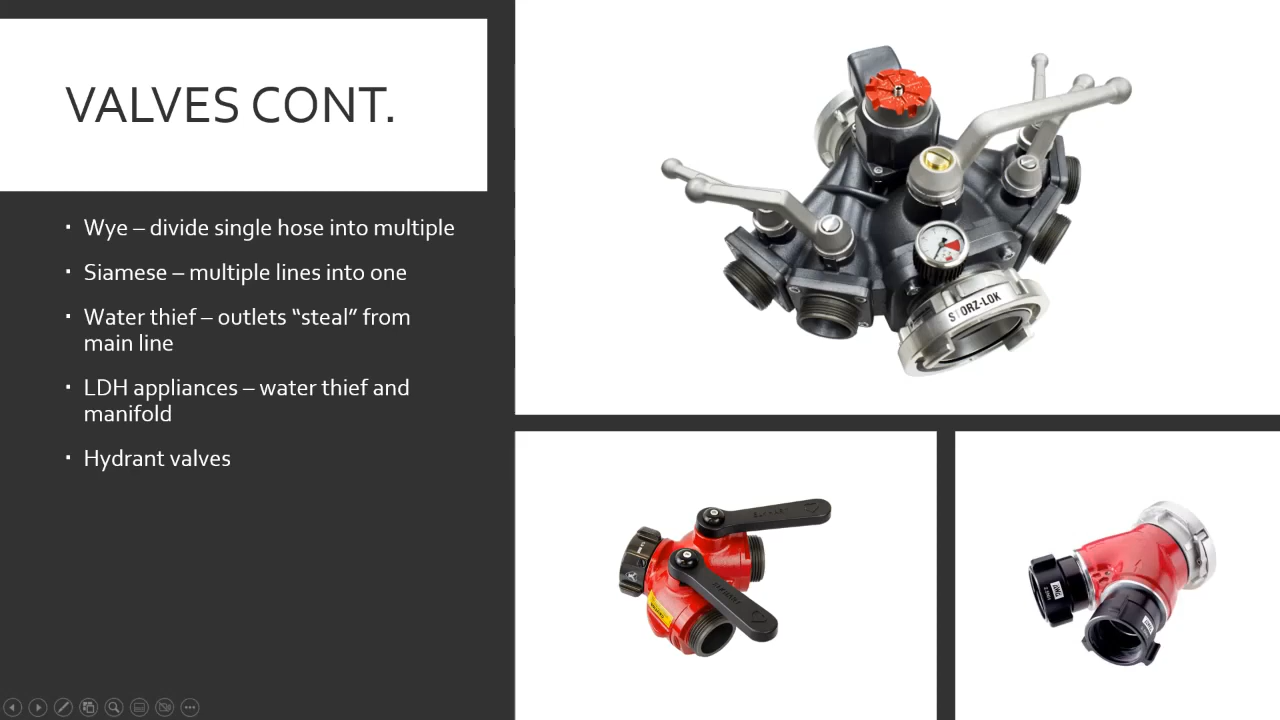 VALVES CONT.
▪ Wye – divide single hose into multiple
▪ Siamese – multiple lines into one
▪ Water thief – outlets “steal” from
main line
▪ LDH appliances – water thief and
manifold
▪ Hydrant valves
STORZ-LOK